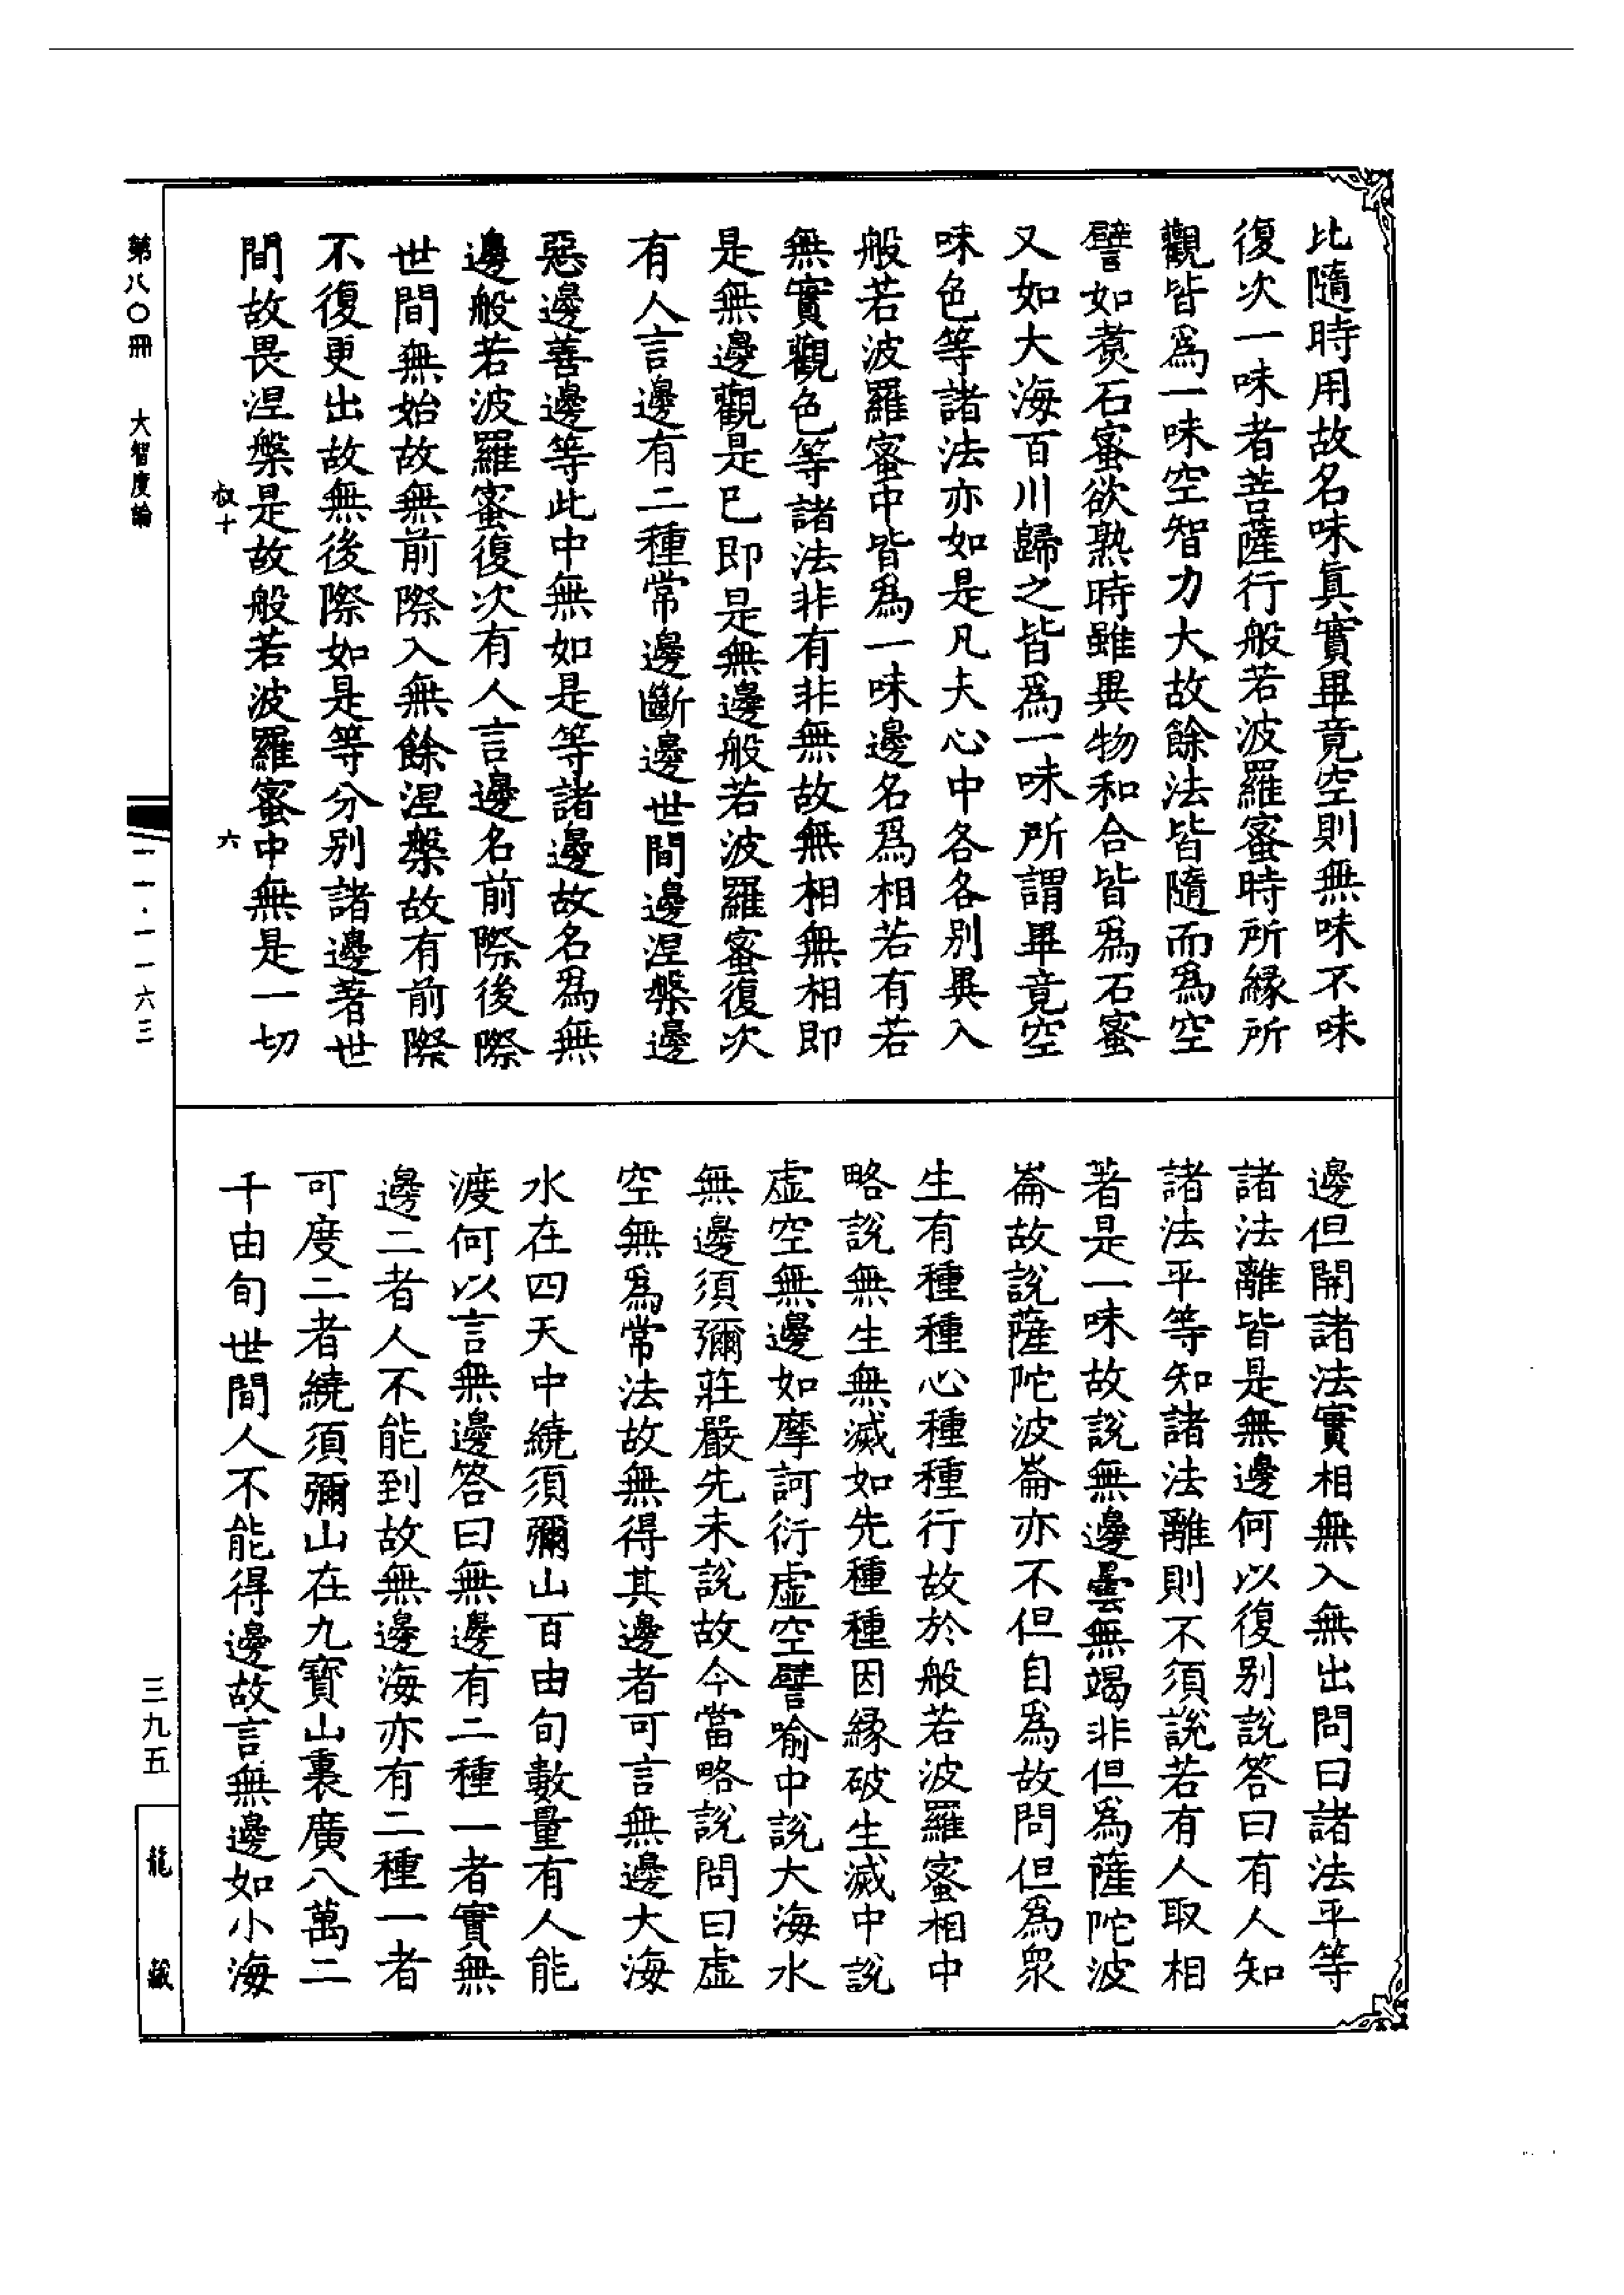 比隨時用故名味眞實畢竟空則無味不味
復次一味者菩薩行般若波羅蜜時所緣所
觀皆爲一味空智力大故餘法皆隨而爲空
譬如煑石蜜欲熟時雖異物和合皆爲石蜜
又如大海百川歸之皆爲一味所謂畢竟空
味色等諸法亦如是凡夫心中各各別異入
般若波羅蜜中皆爲一味邊名爲相若有若
無實觀色等諸法非有非無故無相無相即
是無邊觀是已即是無邊般若波羅蜜復次
有人言邊有二種常邊斷邊世間邊涅槃邊
惡邊善邊等此中無如是等諸邊故名爲無
邊般若波羅蜜復次有人言邊名前際後際
世間無始故無前際入無餘涅槃故有前際
不復更出故無後際如是等分別諸邊著世
間故畏涅槃是故般若波羅蜜中無是一切
邊但開諸法實相無入無出問曰諸法平等
諸法離皆是無邊何以復別說答曰有人知
諸法平等知諸法離則不須說若有人取相
著是一味故說無邊曇無竭非但爲薩陀波
崙故說薩陀波崙亦不但自爲故問但爲眾
生有種種心種種行故於般若波羅蜜相中
略說無生無滅如先種種因緣破生滅中說
虛空無邊如摩訶衍虛空譬喻中說大海水
無邊須彌莊嚴先未說故今當略說問曰虛
空無爲常法故無得其邊者可言無邊大海
水在四天中繞須彌山百由旬數量有人能
渡何以言無邊答曰無邊有二種一者實無
邊二者人不能到故無邊海亦有二種一者
可度二者繞須彌山在九寶山裏廣八萬二
千由旬世間人不能得邊故言無邊如小海
叔十
六
第八〇冊 大智度論
一一·一一六三
三九五
龍藏